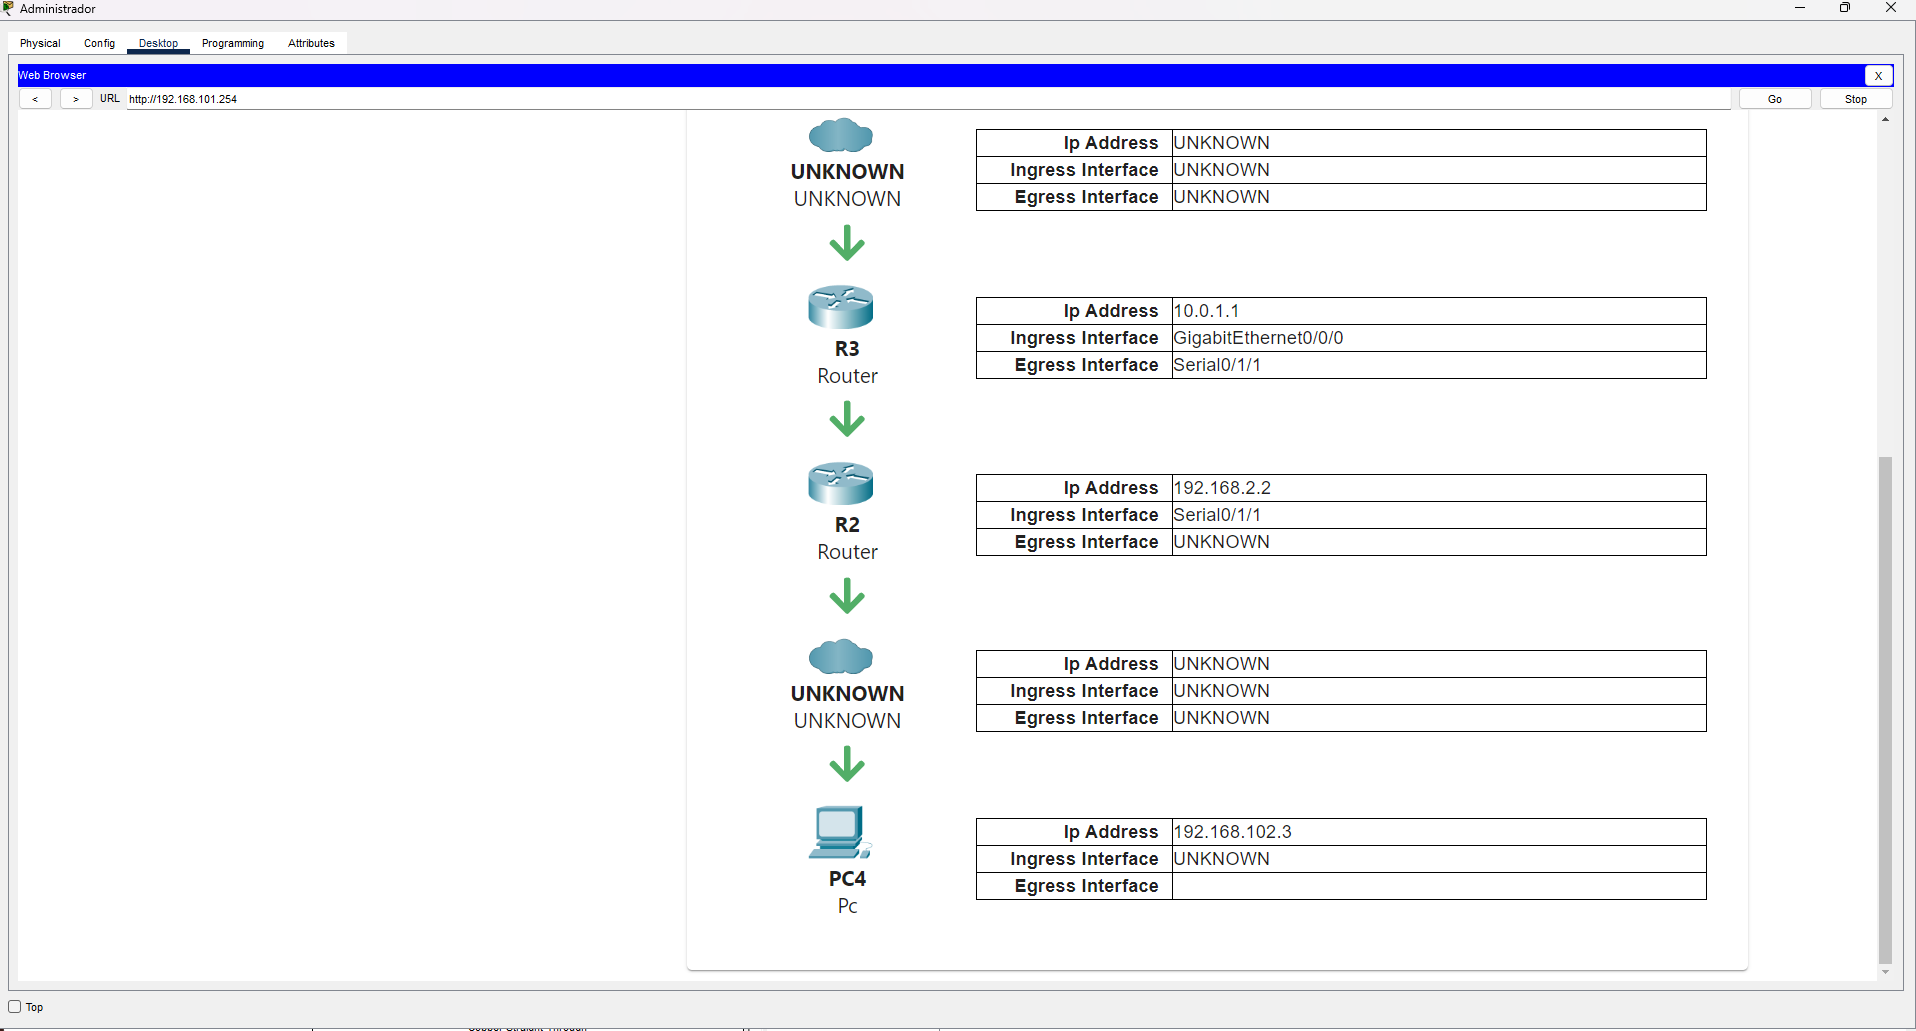 Administrador
Physical Config Desktop Programming Attributes
Web Browser X
< > URL http://192.168.101.254 Go Stop
UNKNOWN
UNKNOWN
Ip Address UNKNOWN
Ingress Interface UNKNOWN
Egress Interface UNKNOWN
R3
Router
Ip Address 10.0.1.1
Ingress Interface GigabitEthernet0/0/0
Egress Interface Serial0/1/1
R2
Router
Ip Address 192.168.2.2
Ingress Interface Serial0/1/1
Egress Interface UNKNOWN
UNKNOWN
UNKNOWN
Ip Address UNKNOWN
Ingress Interface UNKNOWN
Egress Interface UNKNOWN
PC4
Pc
Ip Address 192.168.102.3
Ingress Interface UNKNOWN
Egress Interface
Top